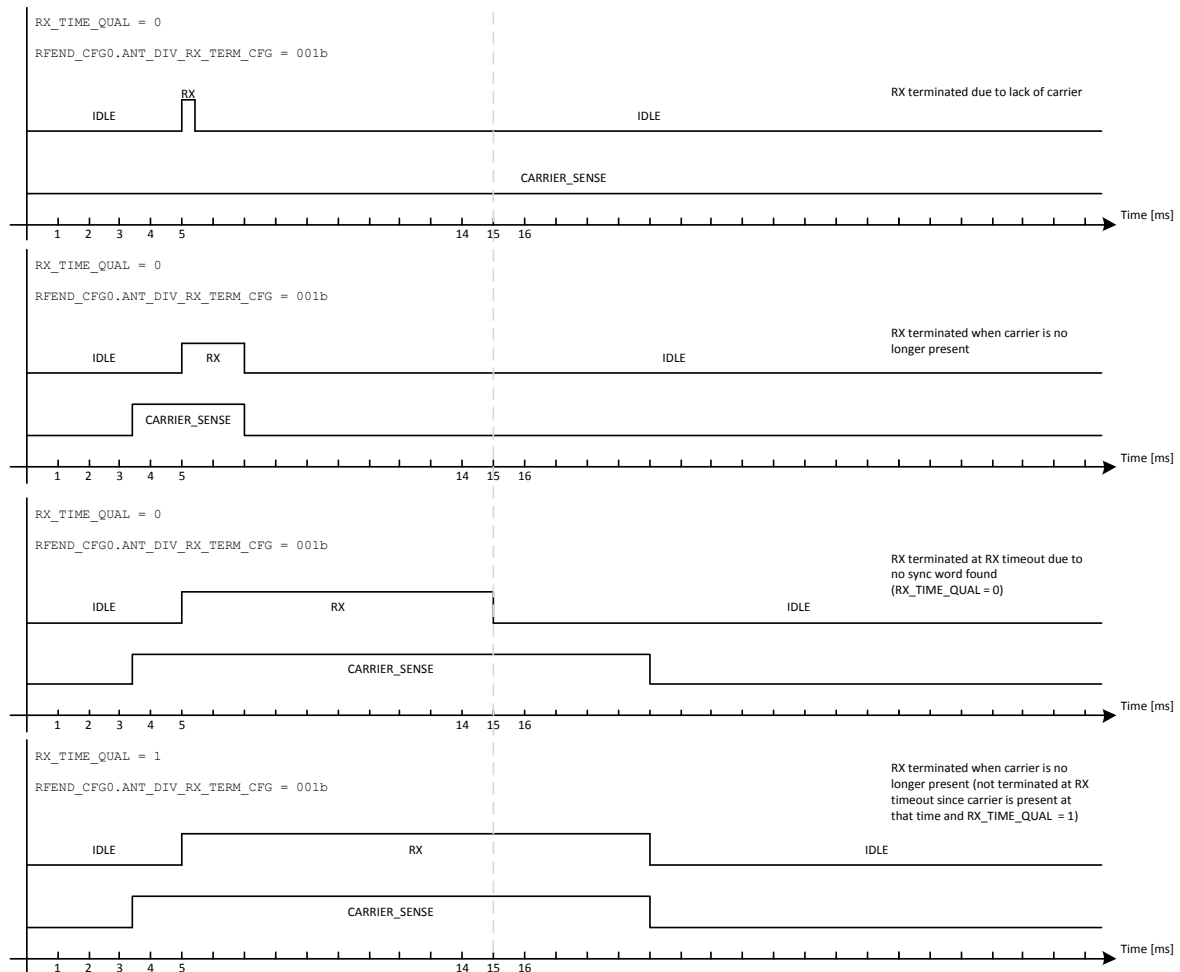 RX_TIME_QUAL = 0
RFEND_CFG0.ANT_DIV_RX_TERM_CFG = 001b
RX terminated due to lack of carrier
RX
IDLE
IDLE
CARRIER_SENSE
Time [ms]
1 2 3 4 5 14 15 16
RX_TIME_QUAL = 0
RFEND_CFG0.ANT_DIV_RX_TERM_CFG = 001b
RX terminated when carrier is no
longer present
IDLE
RX
IDLE
CARRIER_SENSE
Time [ms]
1 2 3 4 5 14 15 16
RX_TIME_QUAL = 0
RFEND_CFG0.ANT_DIV_RX_TERM_CFG = 001b
RX terminated at RX timeout due to
no sync word found
(RX_TIME_QUAL = 0)
IDLE
RX
IDLE
CARRIER_SENSE
Time [ms]
1 2 3 4 5 14 15 16
RX_TIME_QUAL = 1
RFEND_CFG0.ANT_DIV_RX_TERM_CFG = 001b
RX terminated when carrier is no
longer present (not terminated at RX
timeout since carrier is present at
that time and RX_TIME_QUAL = 1)
IDLE
RX
IDLE
CARRIER_SENSE
Time [ms]
1 2 3 4 5 14 15 16